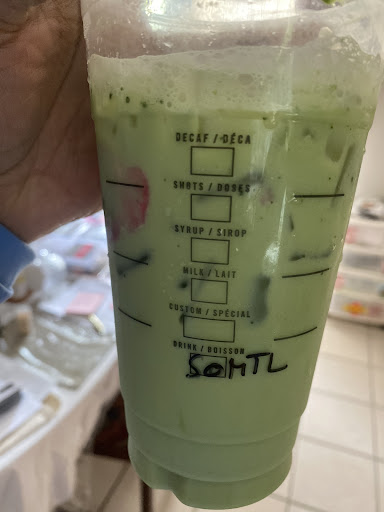 DECAF / DÉCA
SHOTS / DOSES
SYRUP / SIROP
MILK / LAIT
CUSTOM / SPÉCIAL
DRINK / BOISSON
SOMTL